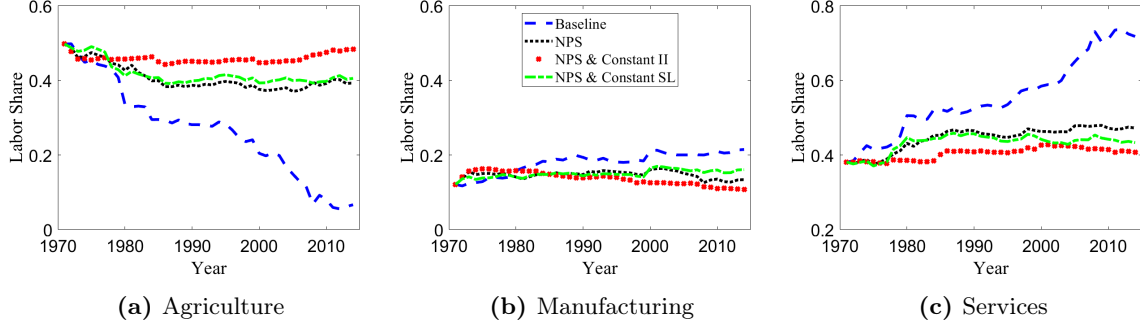 0.6
0.4
0.2
0
Labor Share
1970 1980 1990 2000 2010
Year
(a) Agriculture
0.6
0.4
0.2
0
Labor Share
Baseline
NPS
NPS & Constant II
NPS & Constant SL
1970 1980 1990 2000 2010
Year
(b) Manufacturing
0.8
0.6
0.4
0.2
Labor Share
1970 1980 1990 2000 2010
Year
(c) Services